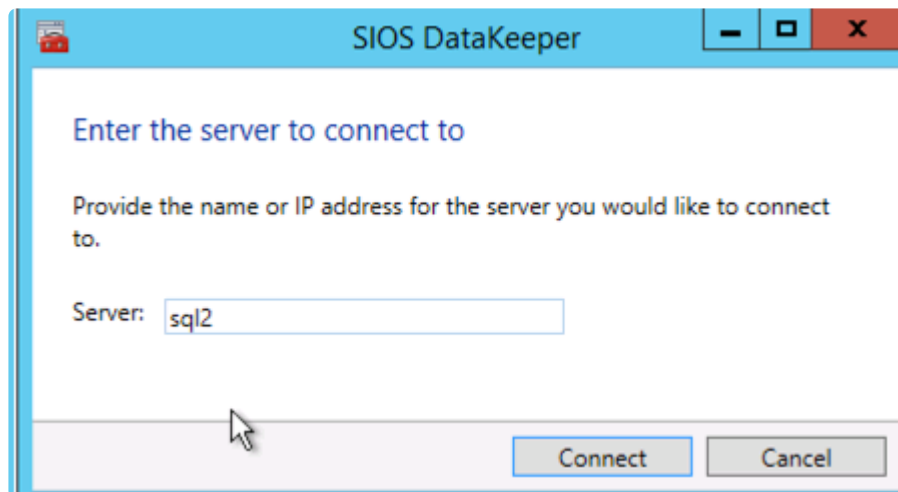 SIOS DataKeeper
Enter the server to connect to
Provide the name or IP address for the server you would like to connect
to.
Server: sql2
Connect Cancel